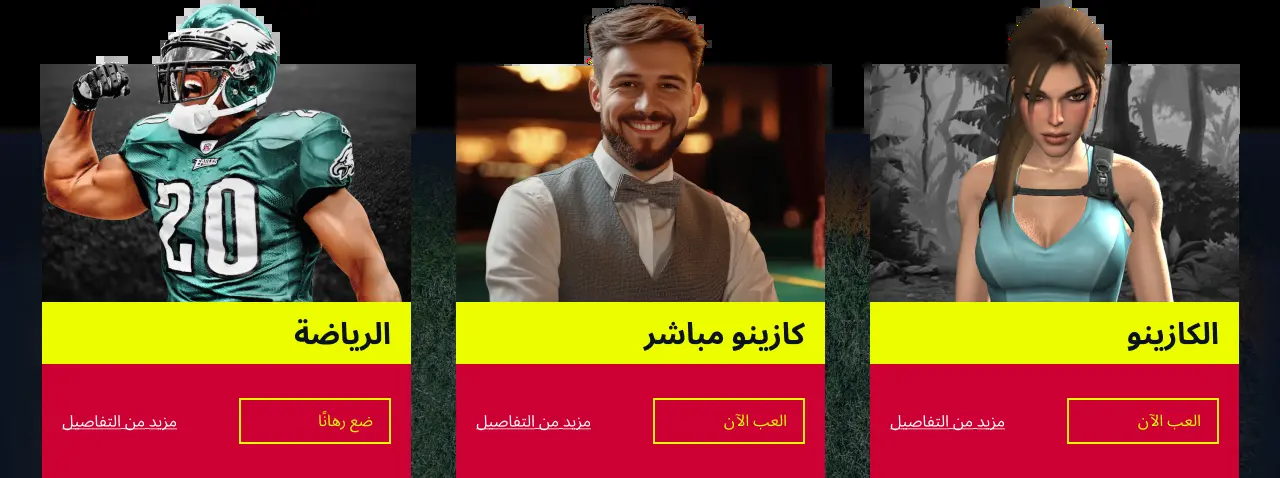 الكازينو
العب الآن
مزيد من التفاصيل
كازينو مباشر
العب الآن
مزيد من التفاصيل
EAGLES
20
الرياضة
ضع رهانًا
مزيد من التفاصيل